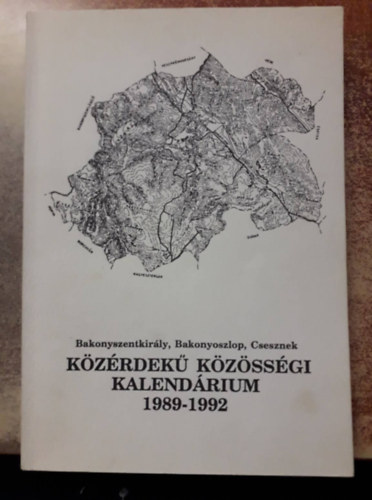 Bakonyszentkirály, Bakonyoszlop, Csesznek
KÖZÉRDEKŰ KÖZÖSSÉGI
KALENDÁRIUM
1989-1992